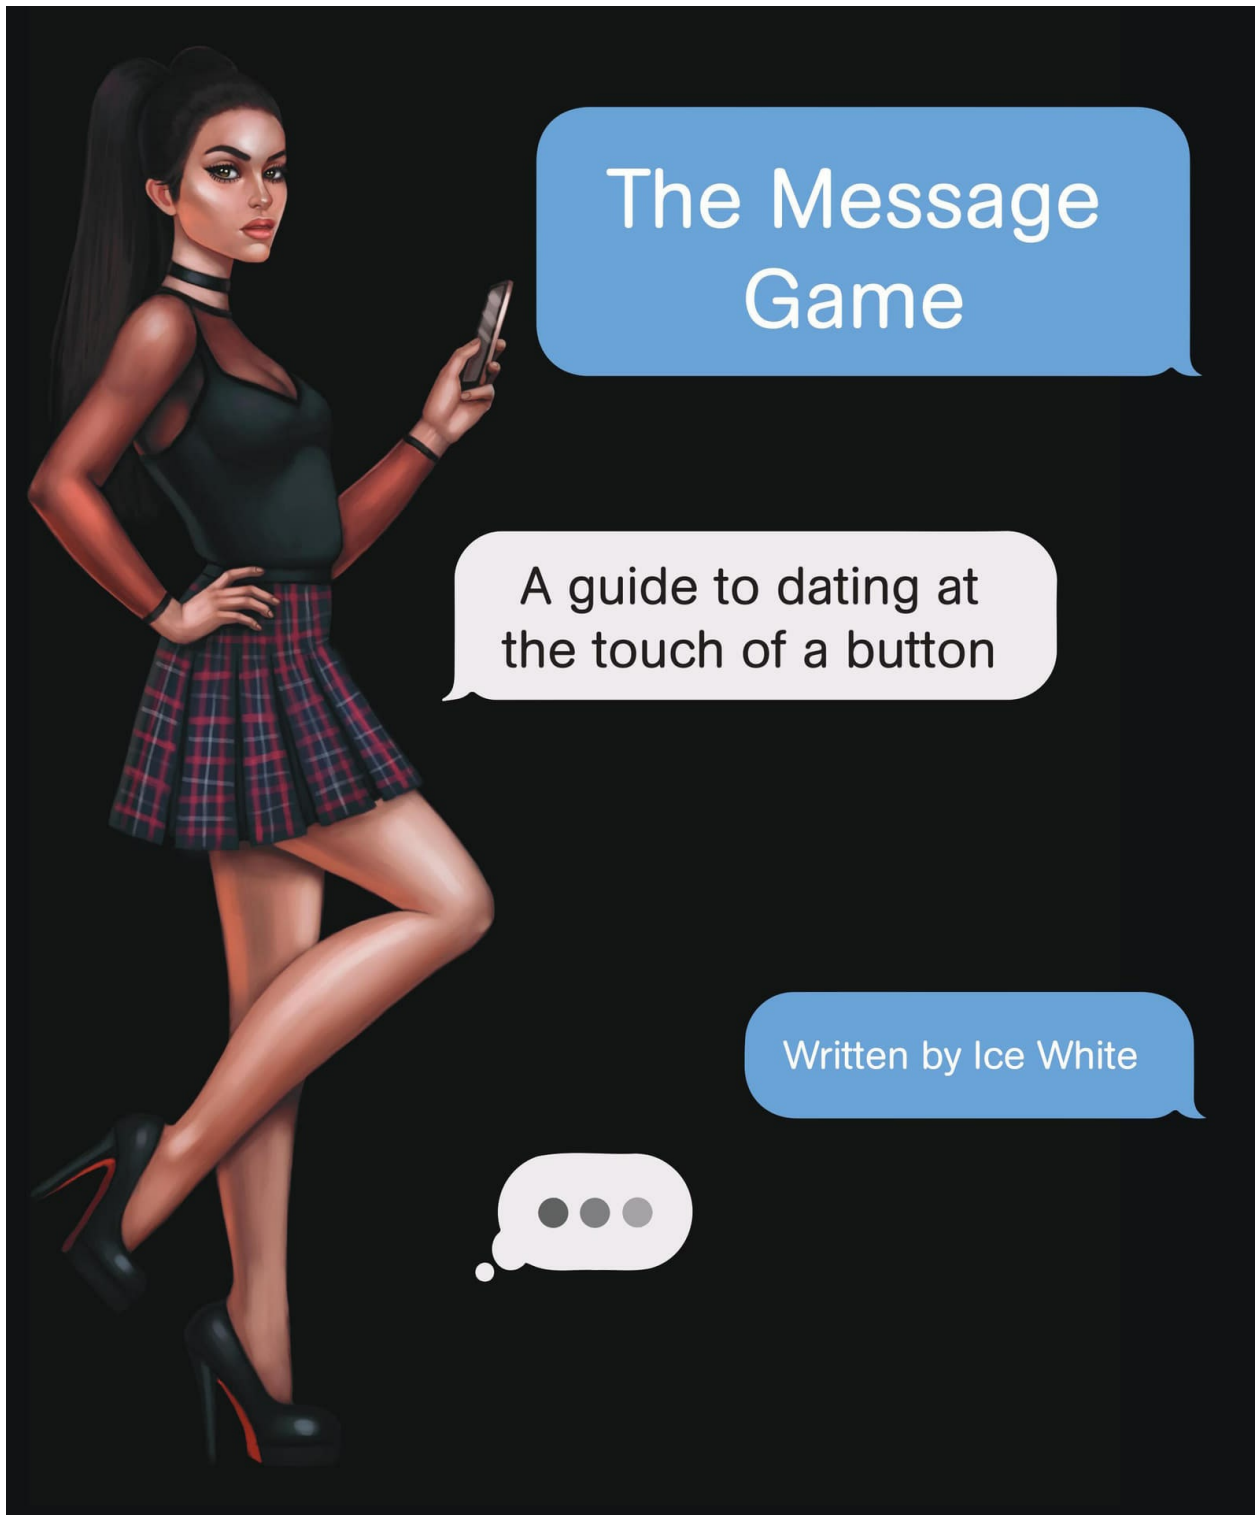 The Message
Game
A guide to dating at
the touch of a button
Written by Ice White